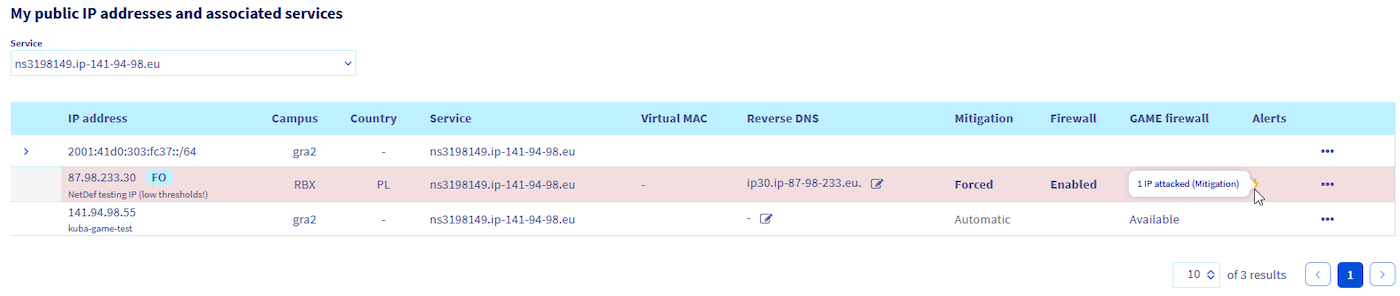 My public IP addresses and associated services
Service
ns3198149.ip-141-94-98.eu
IP address Campus Country Service Virtual MAC Reverse DNS Mitigation Firewall GAME firewall Alerts
2001:41d0:303:fc37::/64 gra2 - ns3198149.ip-141-94-98.eu •••
87.98.233.30 FO RBX PL ns3198149.ip-141-94-98.eu - ip30.ip-87-98-233.eu. Forced Enabled 1 IP attacked (Mitigation) •••
NetDef testing IP (low thresholds!)
141.94.98.55 gra2 - ns3198149.ip-141-94-98.eu - Automatic Available •••
kuba-game-test
10 of 3 results 1